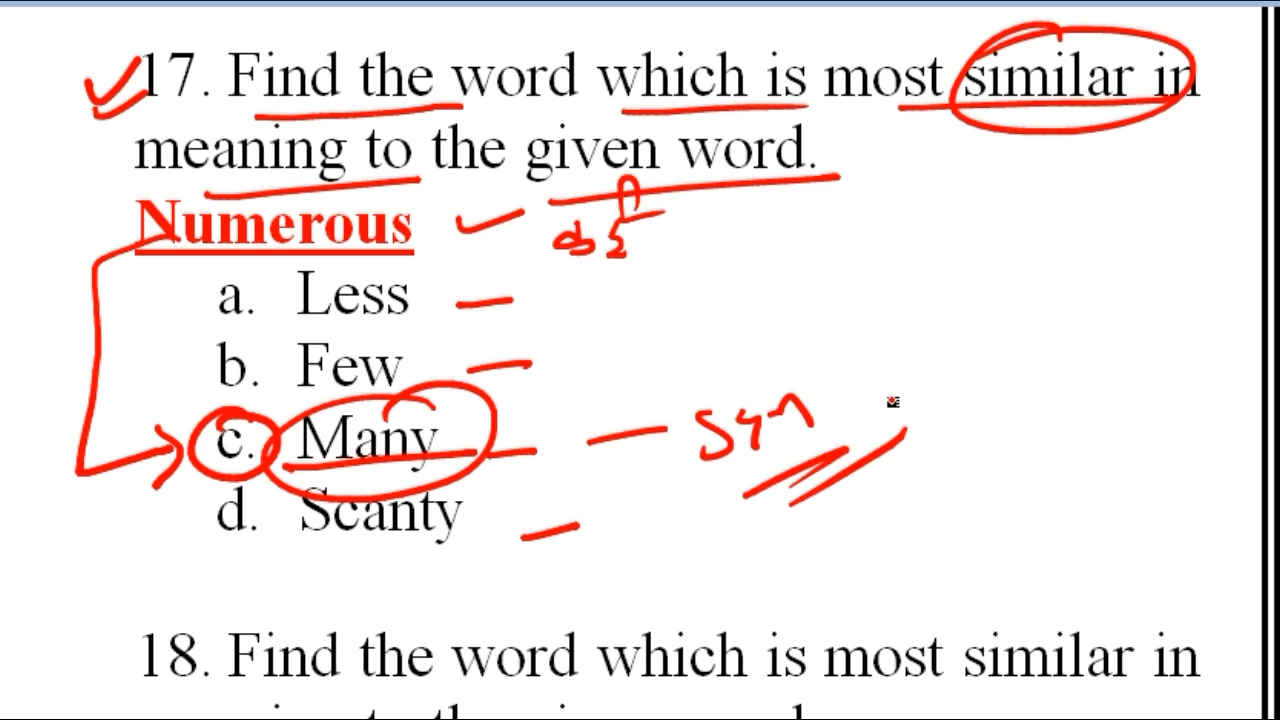 17. Find the word which is most similar in
meaning to the given word.
Numerous
a. Less
b. Few
c. Many
Syn
d. Scanty
18. Find the word which is most similar in